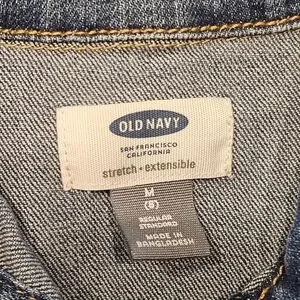 OLD NAVY
SAN FRANCISCO
CALIFORNIA
stretch • extensible
M
(8)
REGULAR
STANDARD
MADE IN
BANGLADESH